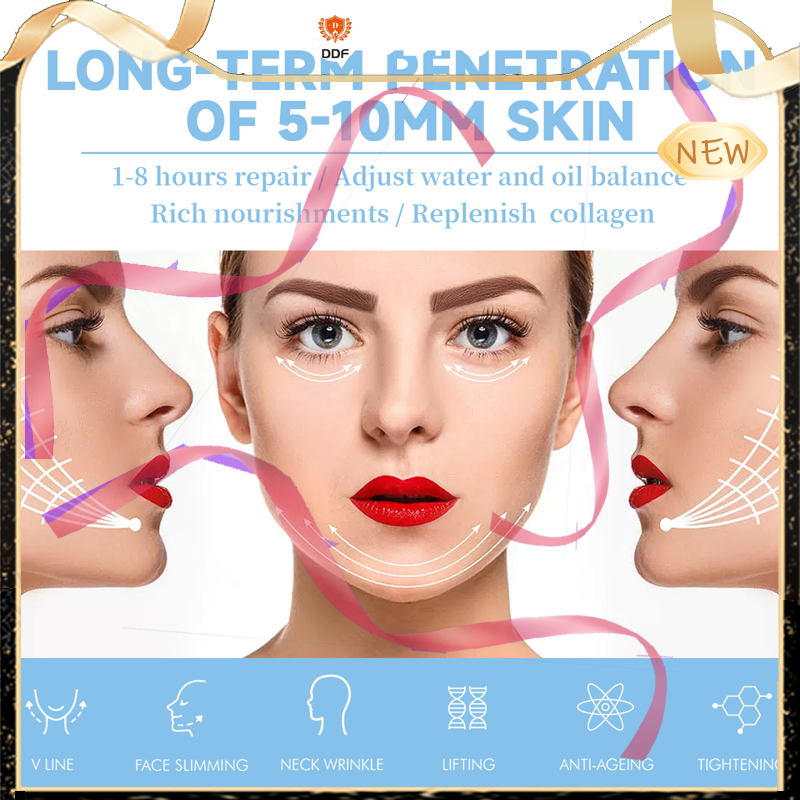 DDF
LONG-TERM PENETRATION
OF 5-10MM SKIN
NEW
1-8 hours repair / Adjust water and oil balance
Rich nourishments / Replenish collagen
V LINE
FACE SLIMMING
NECK WRINKLE
LIFTING
ANTI-AGEING
TIGHTENING